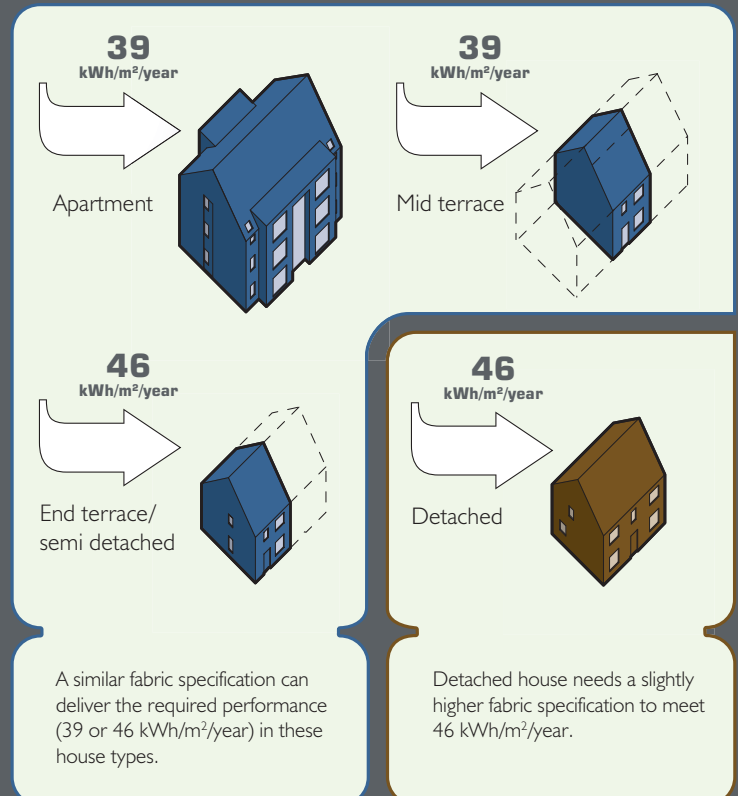 39
kWh/m²/year
Apartment
39
kWh/m²/year
Mid terrace
46
kWh/m²/year
End terrace/
semi detached
46
kWh/m²/year
Detached
A similar fabric specification can
deliver the required performance
(39 or 46 kWh/m²/year) in these
house types.
Detached house needs a slightly
higher fabric specification to meet
46 kWh/m²/year.